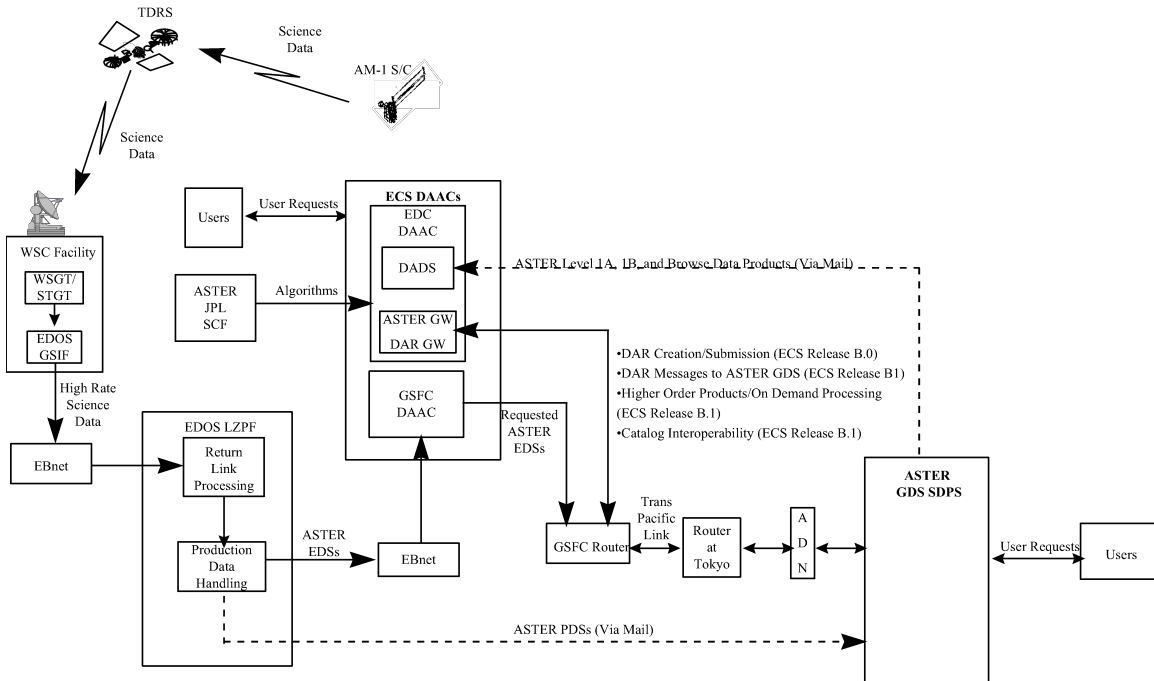 TDRS
Science
Data
AM-1 S/C
Science
Data
ECS DAACs
Users
User Requests
EDC
DAAC
WSC Facility
DADS
ASTER Level 1A, 1B, and Browse Data Products (Via Mail)
WSGT/
STGT
ASTER
JPL
SCF
Algorithms
ASTER GW
DAR GW
EDOS
GSIF
•DAR Creation/Submission (ECS Release B.0)
•DAR Messages to ASTER GDS (ECS Release B1)
•Higher Order Products/On Demand Processing
(ECS Release B.1)
•Catalog Interoperability (ECS Release B.1)
High Rate
Science
Data
GSFC
DAAC
Requested
ASTER
EDSs
EDOS LZPF
Return
Link
Processing
EBnet
ASTER
GDS SDPS
Trans
Pacific
Link
ASTER
EDSs
Production
Data
Handling
EBnet
GSFC Router
Router
at
Tokyo
A
D
N
User Requests
Users
ASTER PDSs (Via Mail)